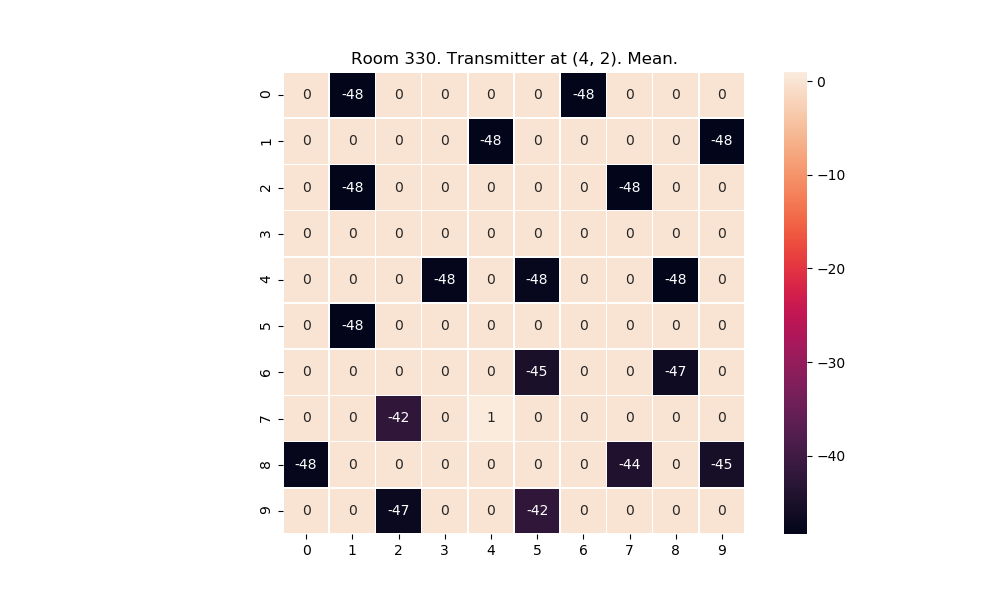 Room 330. Transmitter at (4, 2). Mean.
0 0 -48 0 0 0 0 -48 0 0 0
1 0 0 0 0 -48 0 0 0 0 -48
2 0 -48 0 0 0 0 0 -48 0 0
3 0 0 0 0 0 0 0 0 0 0
4 0 0 0 -48 0 -48 0 0 -48 0
5 0 -48 0 0 0 0 0 0 0 0
6 0 0 0 0 0 -45 0 0 -47 0
7 0 0 -42 0 1 0 0 0 0 0
8 -48 0 0 0 0 0 0 -44 0 -45
9 0 0 -47 0 0 -42 0 0 0 0
0 1 2 3 4 5 6 7 8 9
0
−10
−20
−30
−40